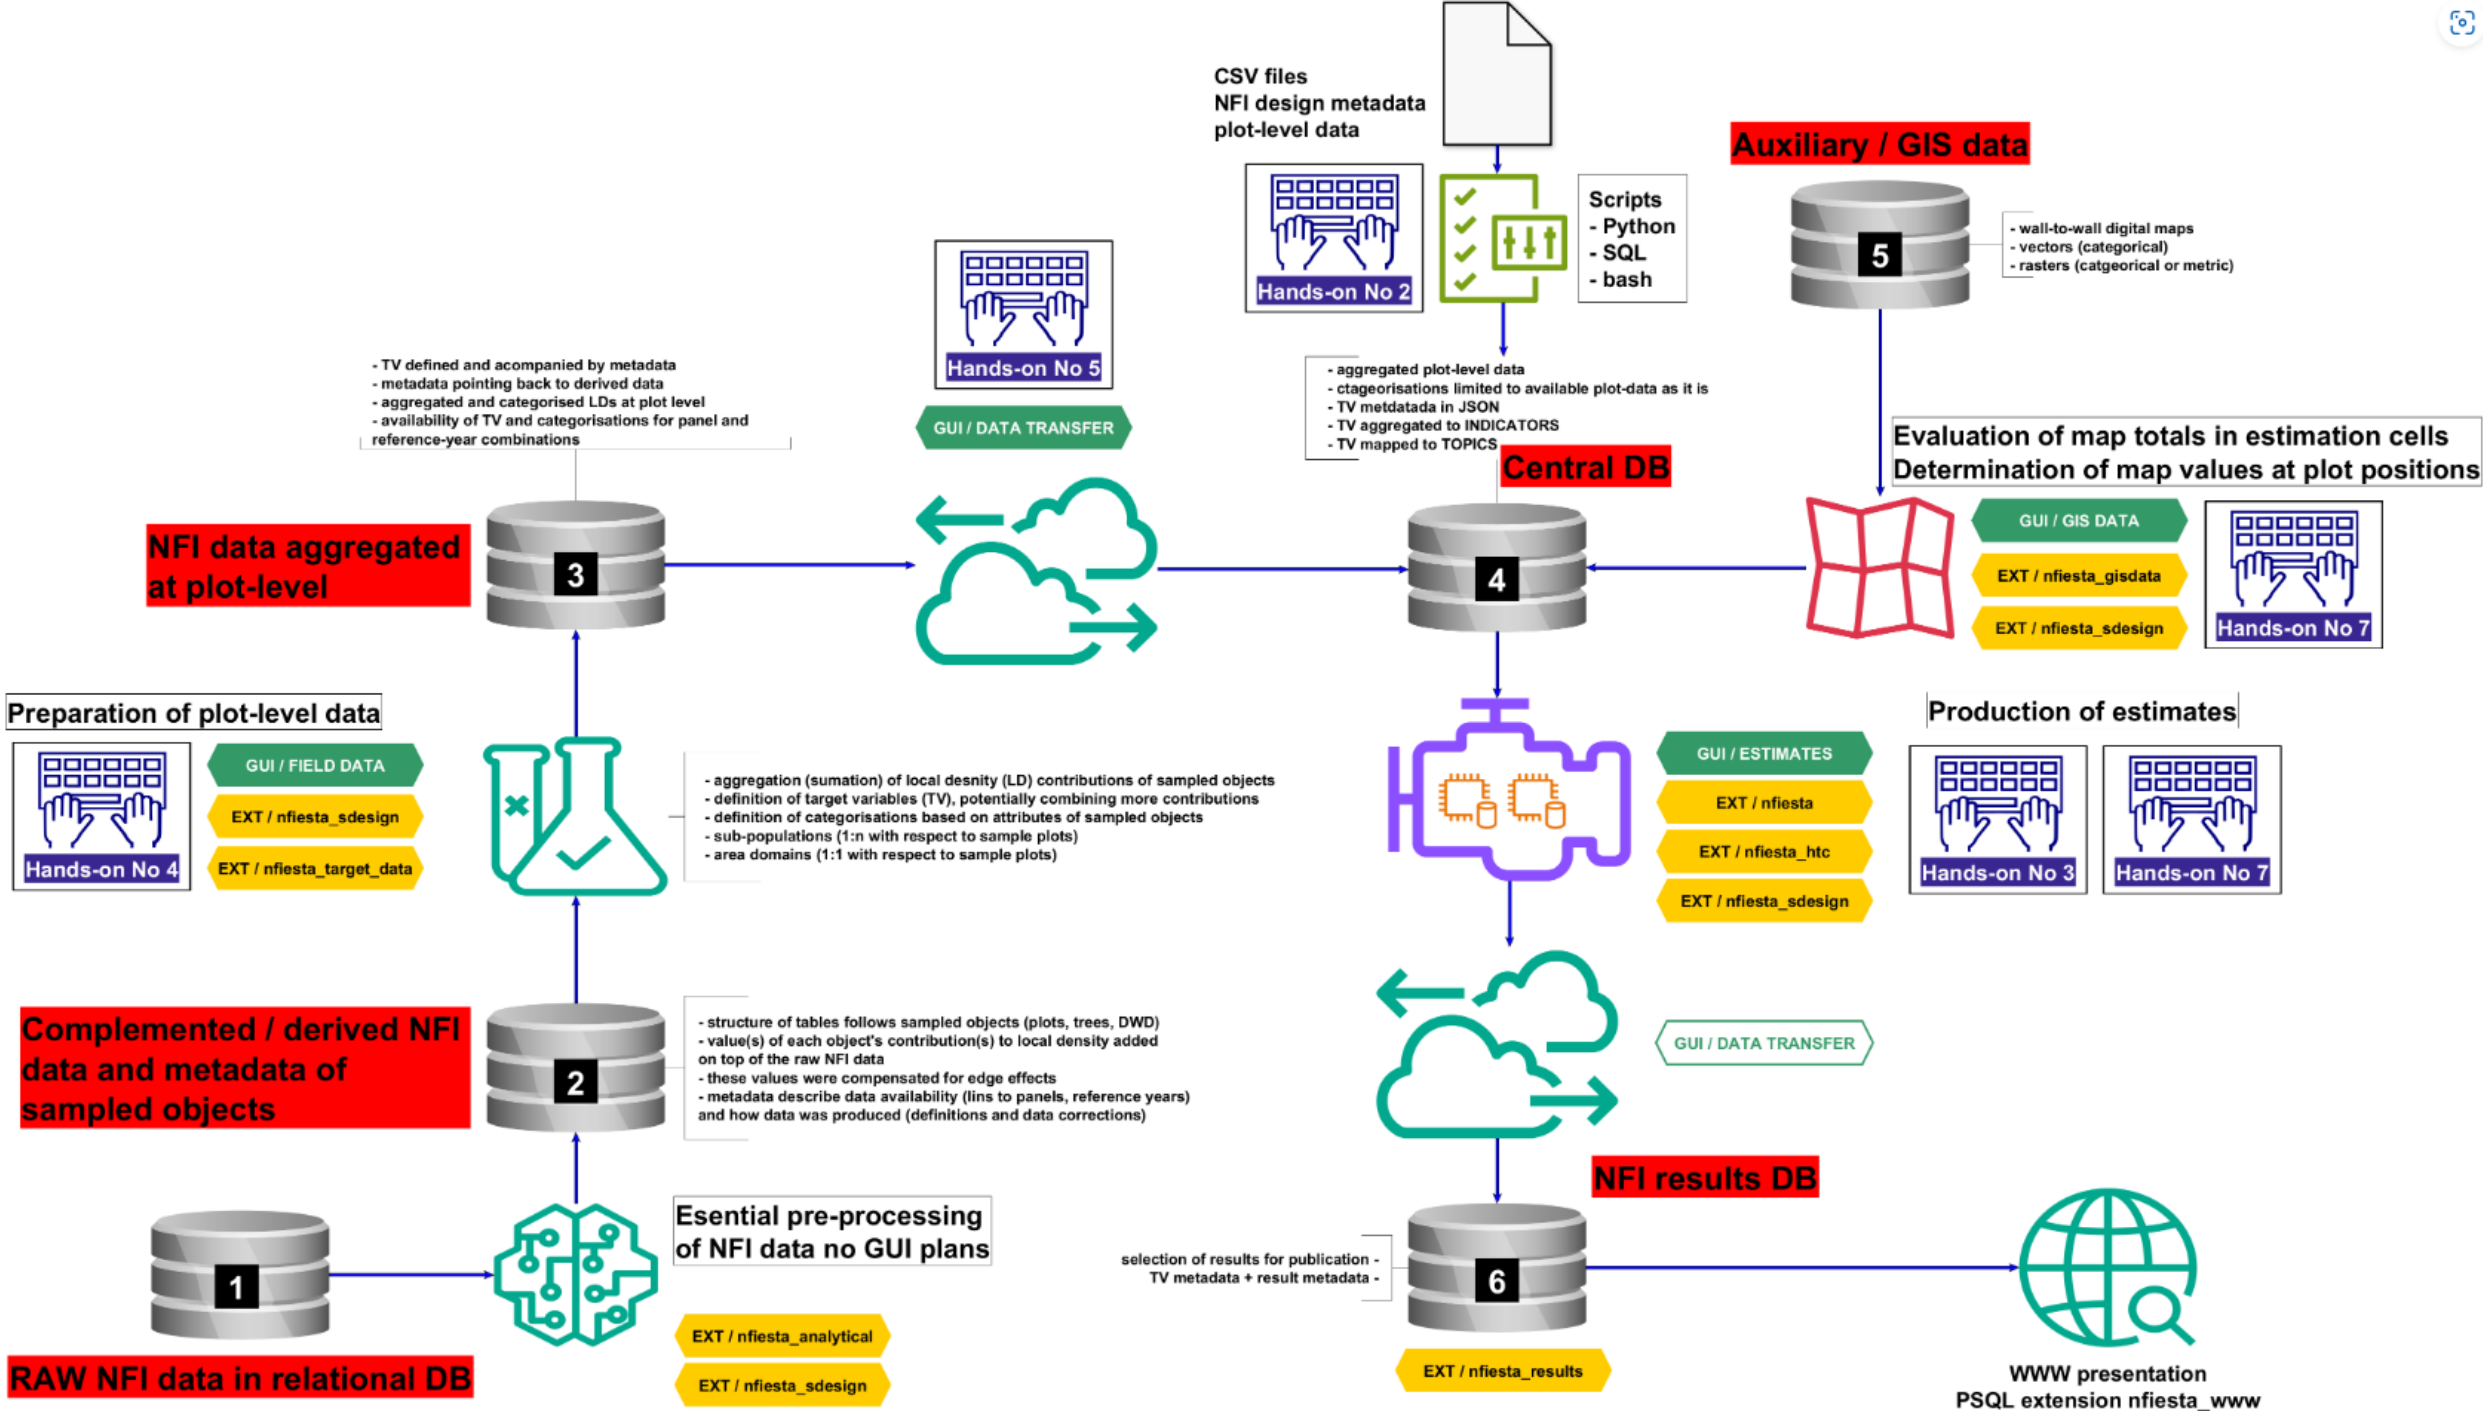 CSV files
NFI design metadata
plot-level data
Hands-on No 2
Scripts
- Python
- SQL
- bash
Auxiliary / GIS data
5
- wall-to-wall digital maps
- vectors (categorical)
- rasters (catgeorical or metric)
Hands-on No 5
GUI / DATA TRANSFER
- TV defined and acompanied by metadata
- metadata pointing back to derived data
- aggregated and categorised LDs at plot level
- availability of TV and categorisations for panel and
reference-year combinations
- aggregated plot-level data
- ctageorisations limited to available plot-data as it is
- TV metdatada in JSON
- TV aggregated to INDICATORS
- TV mapped to TOPICS
Central DB
Evaluation of map totals in estimation cells
Determination of map values at plot positions
GUI / GIS DATA
EXT / nfiesta_gisdata
EXT / nfiesta_sdesign
Hands-on No 7
NFI data aggregated
at plot-level
3
4
Preparation of plot-level data
Hands-on No 4
GUI / FIELD DATA
EXT / nfiesta_sdesign
EXT / nfiesta_target_data
- aggregation (sumation) of local desnity (LD) contributions of sampled objects
- definition of target variables (TV), potentially combining more contributions
- definition of categorisations based on attributes of sampled objects
- sub-populations (1:n with respect to sample plots)
- area domains (1:1 with respect to sample plots)
Production of estimates
GUI / ESTIMATES
EXT / nfiesta
EXT / nfiesta_htc
EXT / nfiesta_sdesign
Hands-on No 3
Hands-on No 7
Complemented / derived NFI
data and metadata of
sampled objects
2
- structure of tables follows sampled objects (plots, trees, DWD)
- value(s) of each object's contribution(s) to local density added
on top of the raw NFI data
- these values were compensated for edge effects
- metadata describe data availability (lins to panels, reference years)
and how data was produced (definitions and data corrections)
GUI / DATA TRANSFER
Esential pre-processing
of NFI data no GUI plans
EXT / nfiesta_analytical
EXT / nfiesta_sdesign
1
RAW NFI data in relational DB
NFI results DB
selection of results for publication -
TV metadata + result metadata -
6
EXT / nfiesta_results
WWW presentation
PSQL extension nfiesta_www